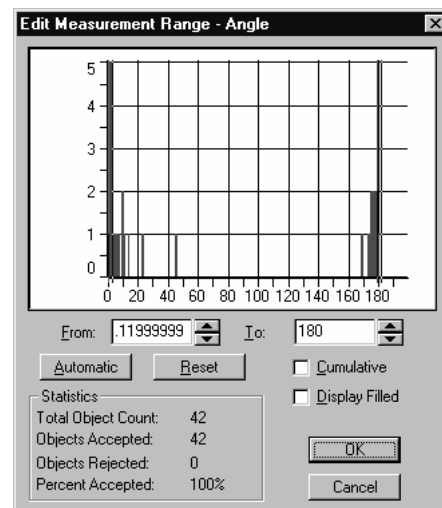 Edit Measurement Range - Angle
5
4
3
2
1
0
0 20 40 60 80 100 120 140 160 180
From: .11999999 To: 180
Automatic Reset Cumulative
Statistics Display Filled
Total Object Count: 42
Objects Accepted: 42
Objects Rejected: 0 OK
Percent Accepted: 100% Cancel